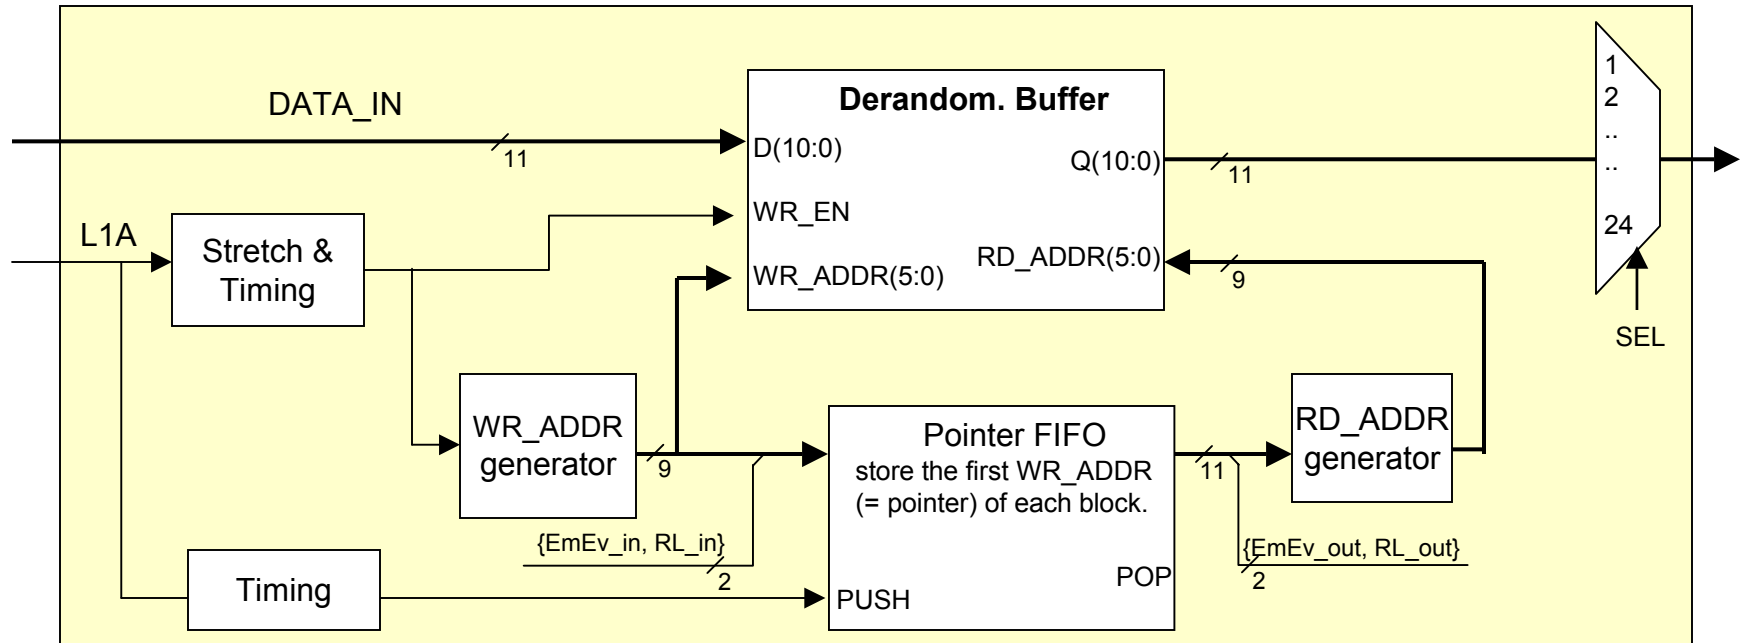 DATA_IN
11
Derandom. Buffer
D(10:0)
Q(10:0)
11
WR_EN
WR_ADDR(5:0)
RD_ADDR(5:0)
9
1
2
..
..
24
SEL
L1A
Stretch &
Timing
WR_ADDR
generator
9
{EmEv_in, RL_in}
2
Pointer FIFO
store the first WR_ADDR
(= pointer) of each block.
PUSH
POP
11
{EmEv_out, RL_out}
2
RD_ADDR
generator
Timing